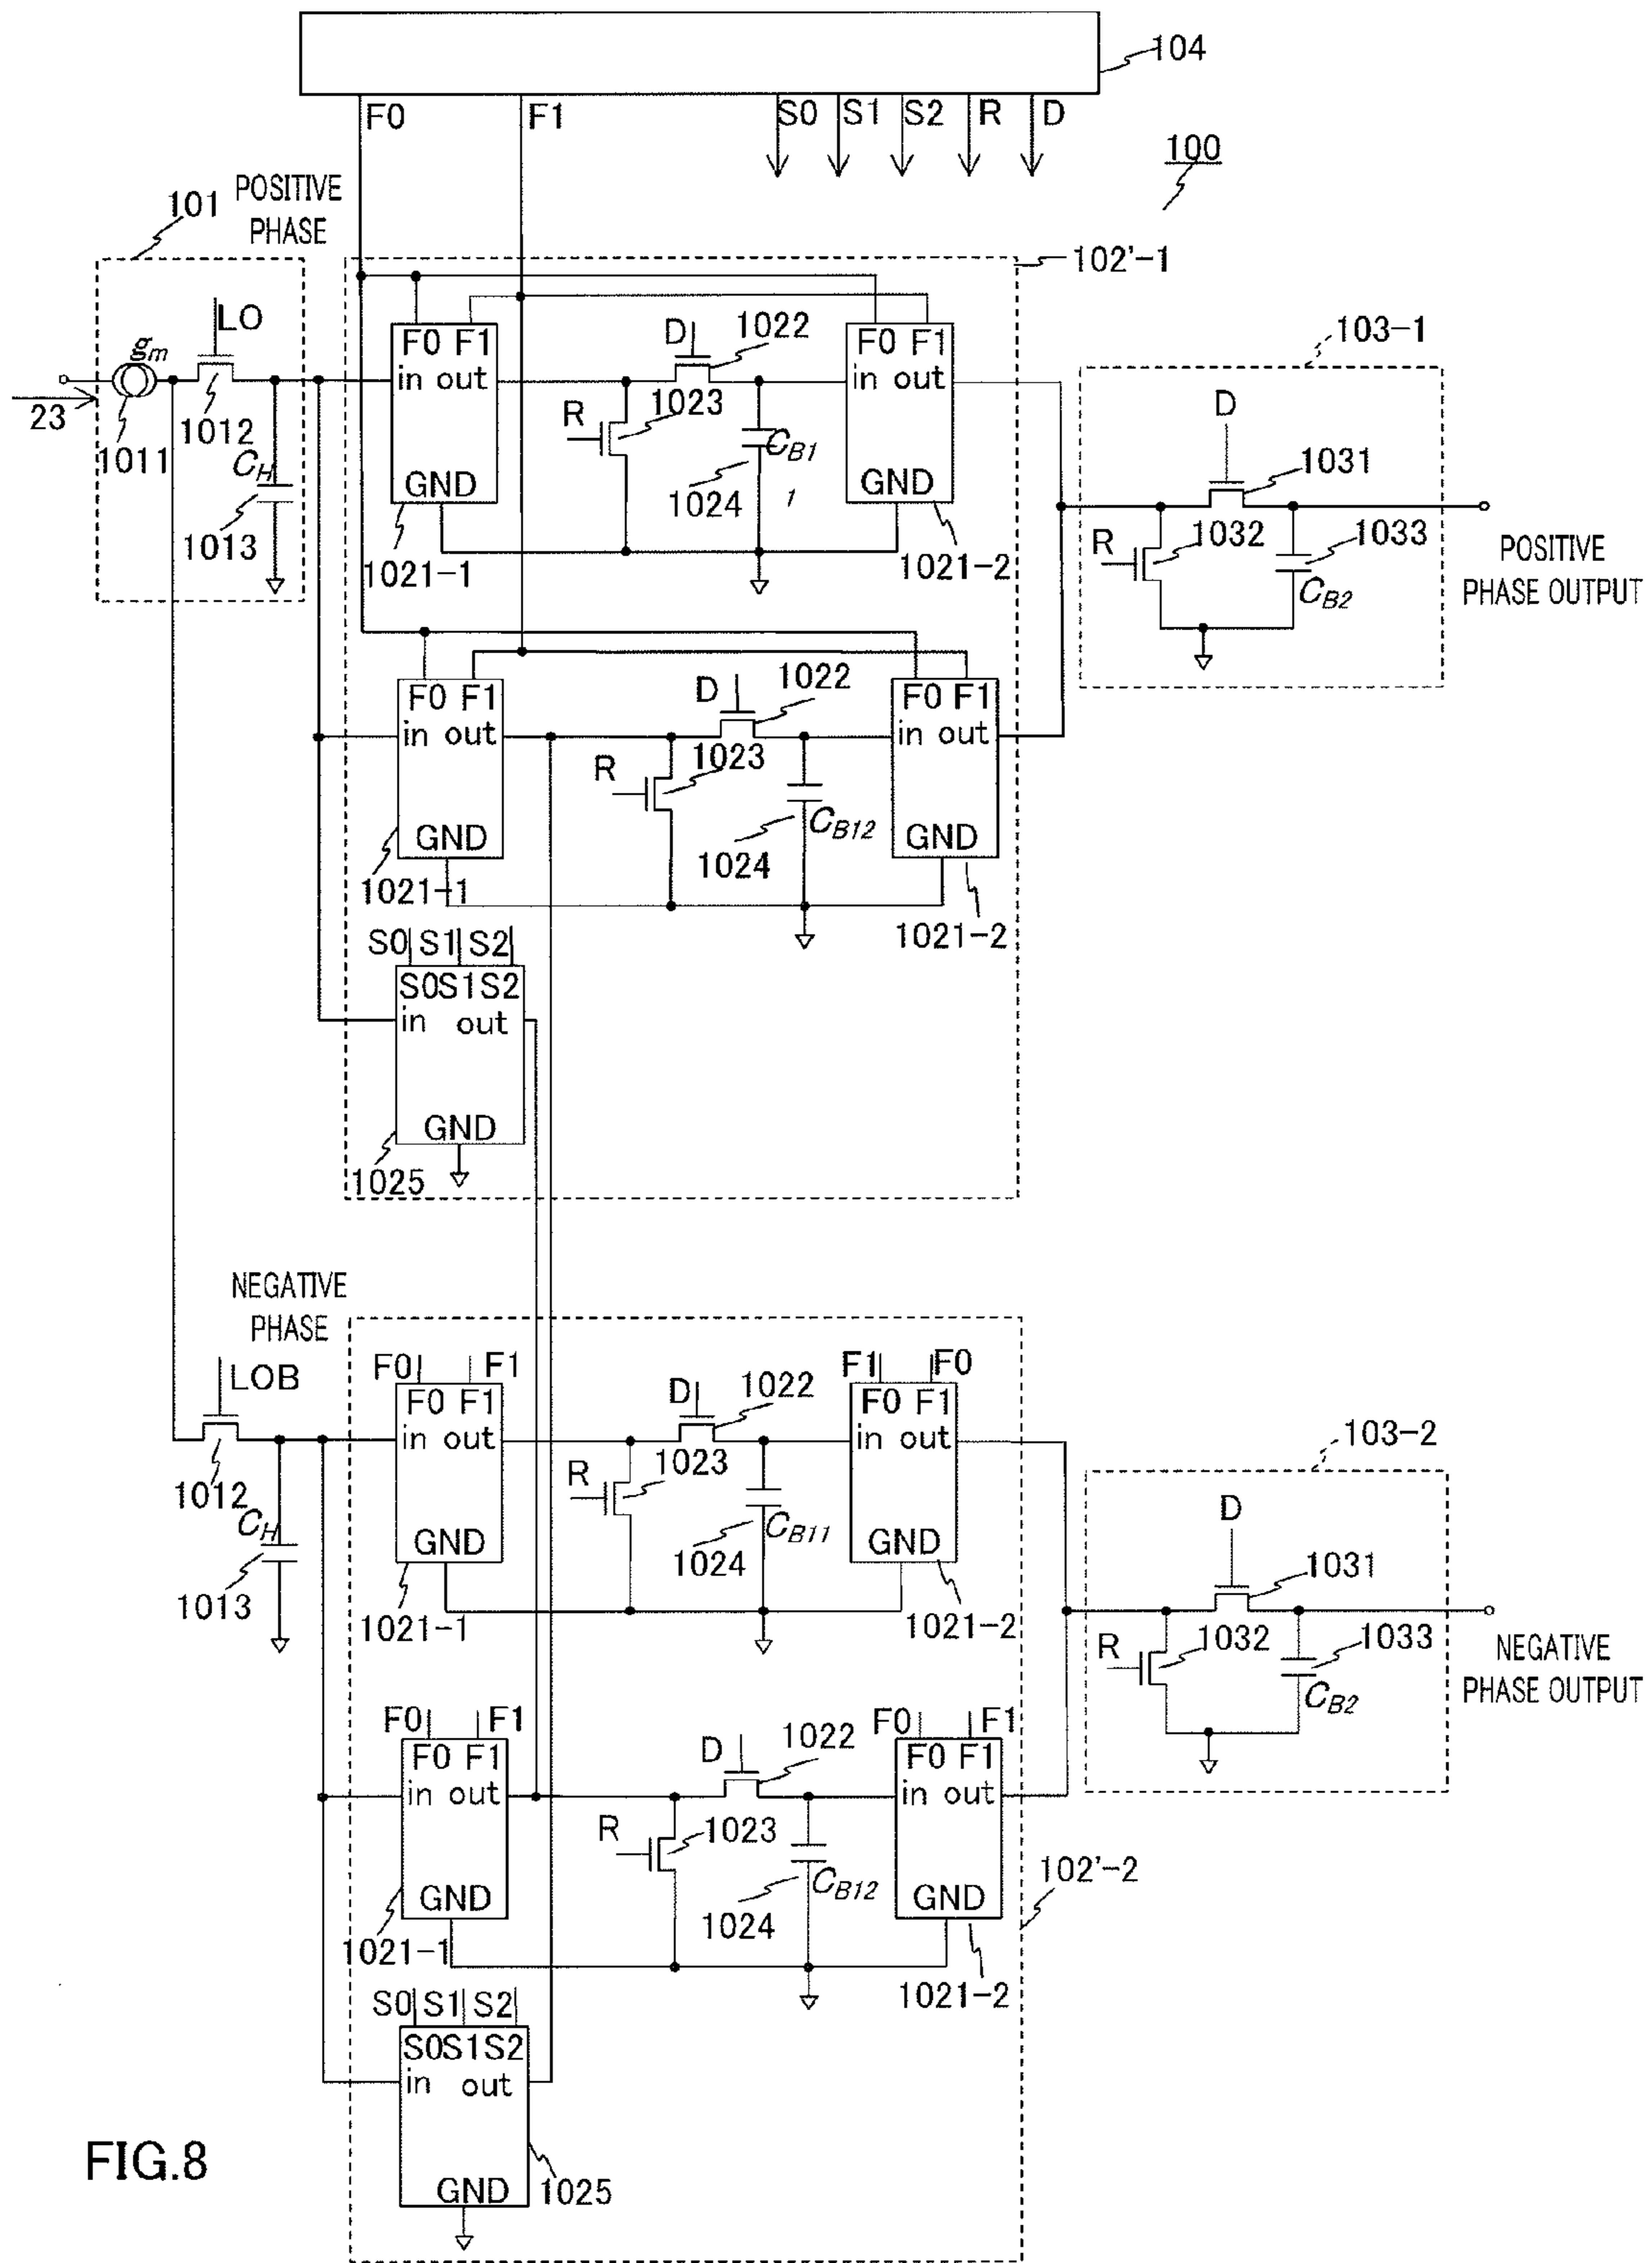 104
F0 F1 S0 S1 S2 R D
100
101 POSITIVE
PHASE
102'-1
LO
gm
23
1011
1012
CH
1013
F0 F1
in out
GND
1021-1
D
1022
R
1023
CB1
1
1024
F0 F1
in out
GND
1021-2
103-1
D
1031
R
1032
1033
CB2
POSITIVE
PHASE OUTPUT
F0 F1
in out
GND
1021-1
D
1022
R
1023
CB12
1024
F0 F1
in out
GND
1021-2
S0 S1 S2
S0S1S2
in out
GND
1025
NEGATIVE
PHASE
LOB
1012
CH
1013
F0 F1
F0 F1
in out
GND
1021-1
D
1022
R
1023
CB11
1024
F1 F0
F0 F1
in out
GND
1021-2
103-2
D
1031
R
1032
1033
CB2
NEGATIVE
PHASE OUTPUT
F0 F1
F0 F1
in out
GND
1021-1
D
1022
R
1023
CB12
1024
F0 F1
F0 F1
in out
GND
1021-2
102'-2
S0 S1 S2
S0S1S2
in out
GND
1025
FIG.8